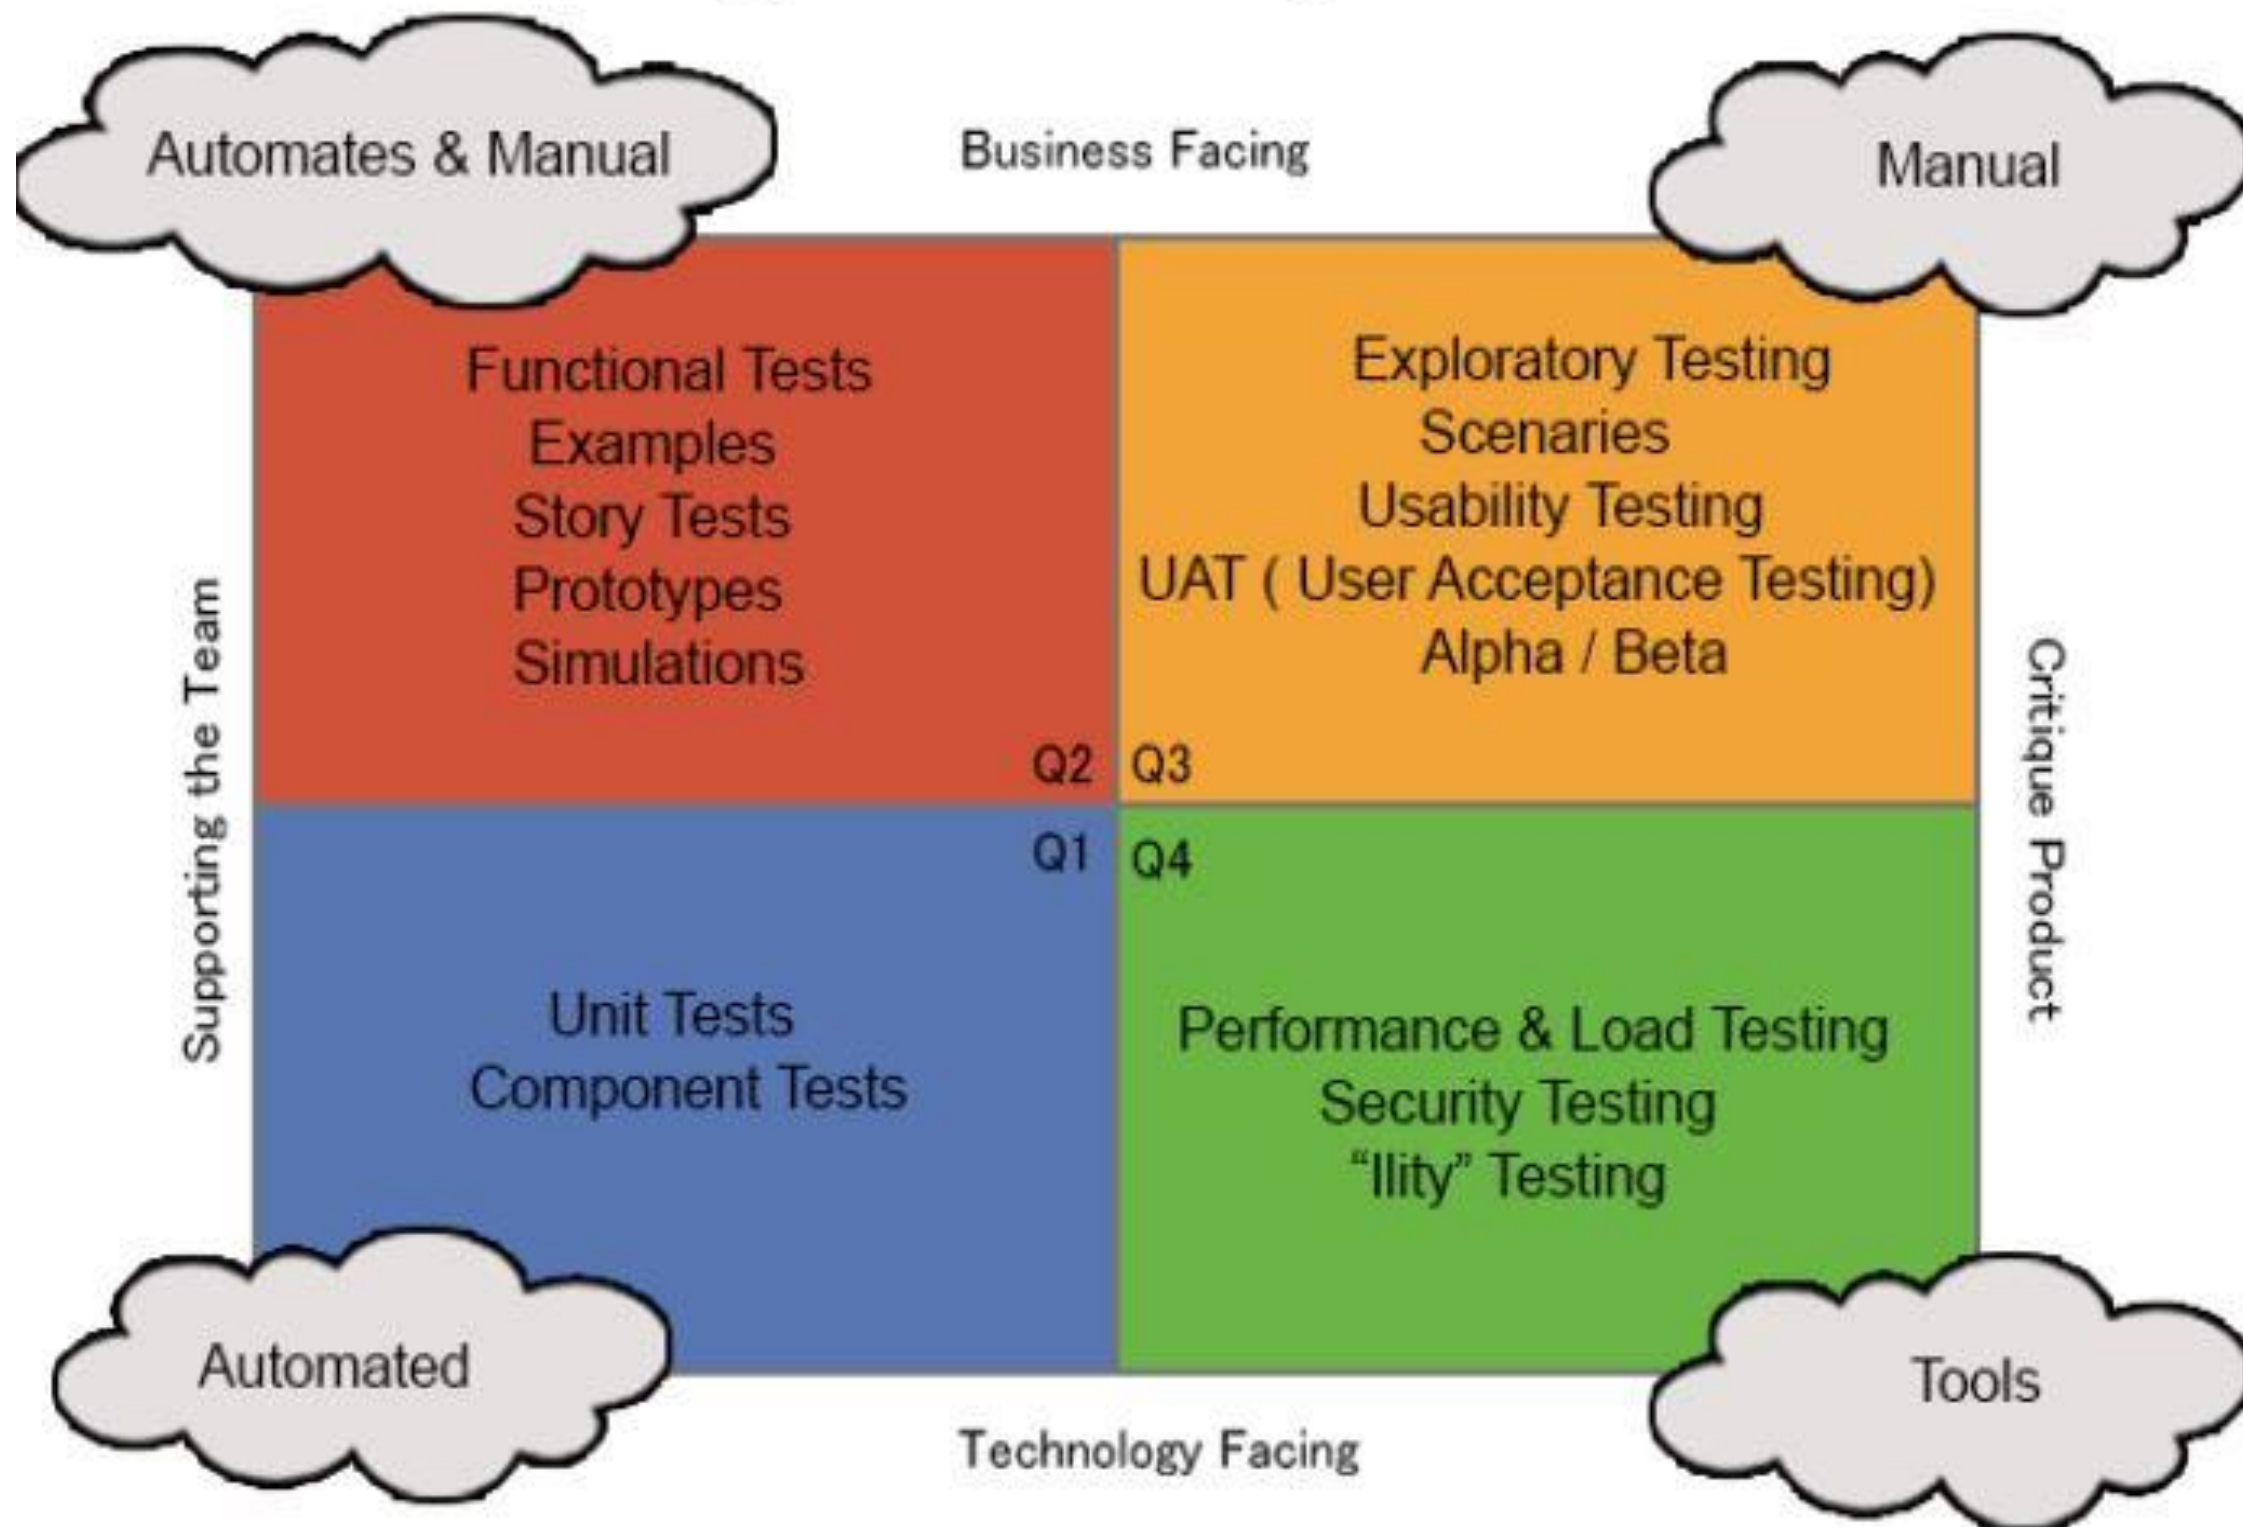 Automates & Manual
Business Facing
Manual
Functional Tests
Examples
Story Tests
Prototypes
Simulations
Q2
Exploratory Testing
Scenaries
Usability Testing
UAT ( User Acceptance Testing)
Alpha / Beta
Q3
Supporting the Team
Critique Product
Q1
Unit Tests
Component Tests
Q4
Performance & Load Testing
Security Testing
“Ility” Testing
Automated
Tools
Technology Facing